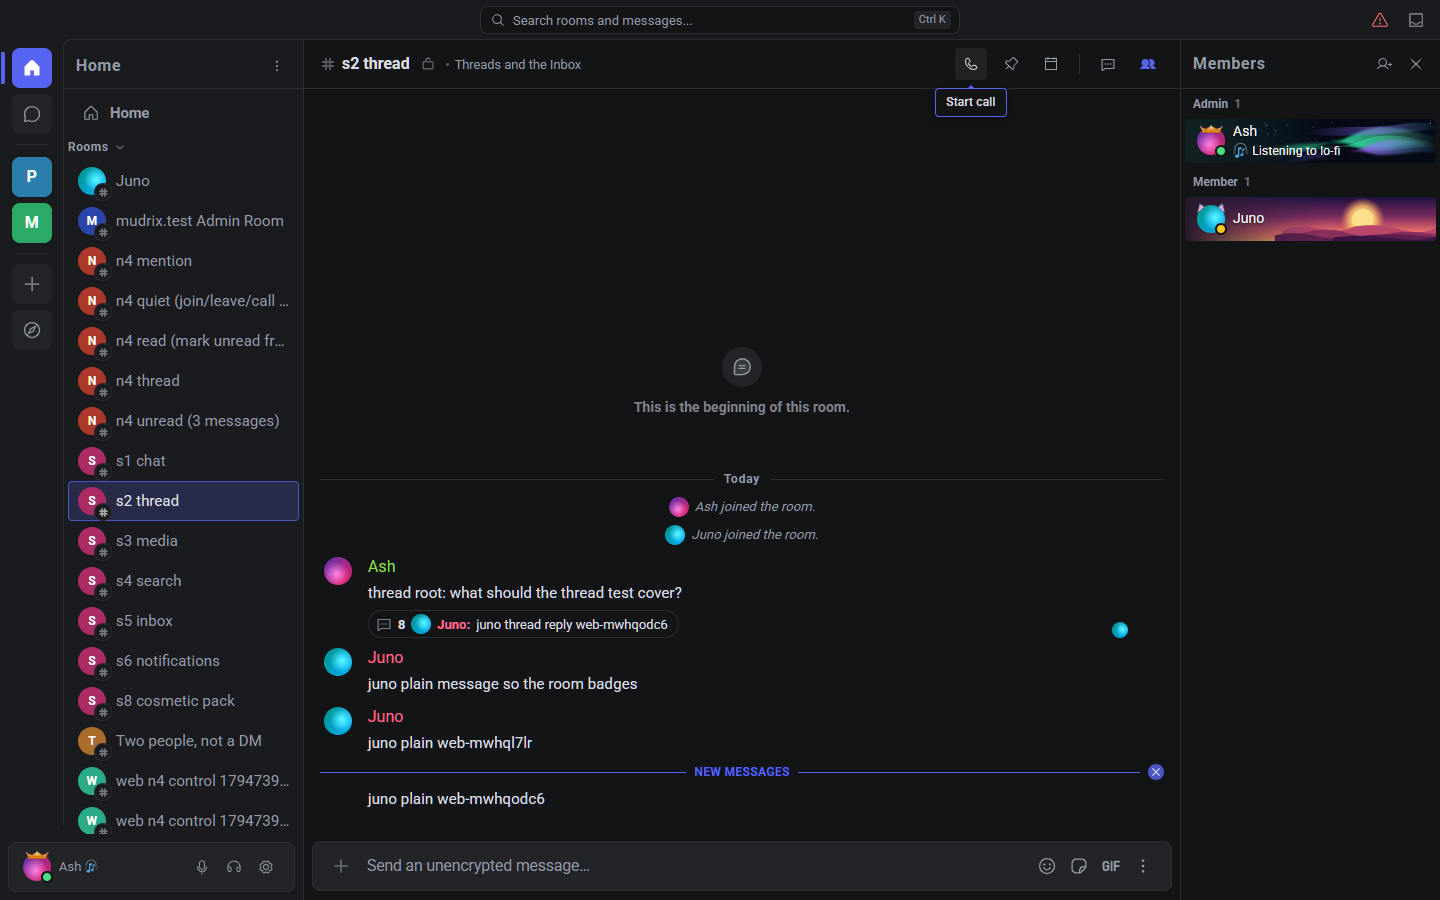 Search rooms and messages...
Ctrl K
Home
Home
Rooms
P
M
Juno
M
mudrix.test Admin Room
N
n4 mention
N
n4 quiet (join/leave/call ...
N
n4 read (mark unread fr...
N
n4 thread
N
n4 unread (3 messages)
S
s1 chat
S
s2 thread
S
s3 media
S
s4 search
S
s5 inbox
S
s6 notifications
S
s8 cosmetic pack
T
Two people, not a DM
W
web n4 control 1794739...
W
web n4 control 1794739...
Ash
# s2 thread
• Threads and the Inbox
Start call
This is the beginning of this room.
Today
Ash joined the room.
Juno joined the room.
Ash
thread root: what should the thread test cover?
8 Juno: juno thread reply web-mwhqodc6
Juno
juno plain message so the room badges
Juno
juno plain web-mwhql7lr
NEW MESSAGES
juno plain web-mwhqodc6
Send an unencrypted message...
GIF
Members
Admin 1
Ash
Listening to lo-fi
Member 1
Juno